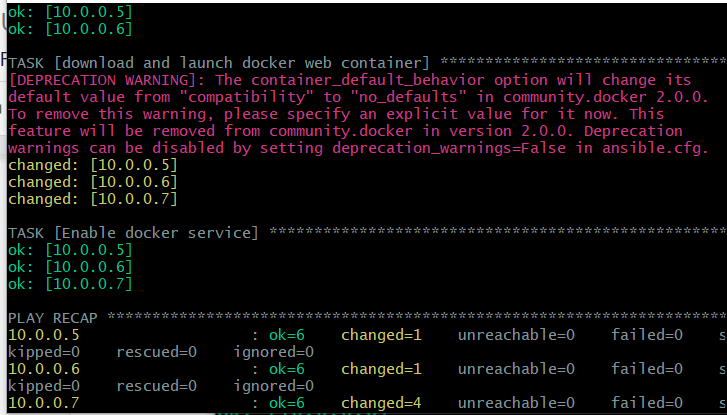 ok: [10.0.0.5]
ok: [10.0.0.6]
TASK [download and launch docker web container] ********************************
[DEPRECATION WARNING]: The container_default_behavior option will change its
default value from "compatibility" to "no_defaults" in community.docker 2.0.0.
To remove this warning, please specify an explicit value for it now. This
feature will be removed from community.docker in version 2.0.0. Deprecation
warnings can be disabled by setting deprecation_warnings=False in ansible.cfg.
changed: [10.0.0.5]
changed: [10.0.0.6]
changed: [10.0.0.7]
TASK [Enable docker service] ***************************************************
ok: [10.0.0.5]
ok: [10.0.0.6]
ok: [10.0.0.7]
PLAY RECAP *********************************************************************
10.0.0.5 : ok=6 changed=1 unreachable=0 failed=0 s
kipped=0 rescued=0 ignored=0
10.0.0.6 : ok=6 changed=1 unreachable=0 failed=0 s
kipped=0 rescued=0 ignored=0
10.0.0.7 : ok=6 changed=4 unreachable=0 failed=0 s